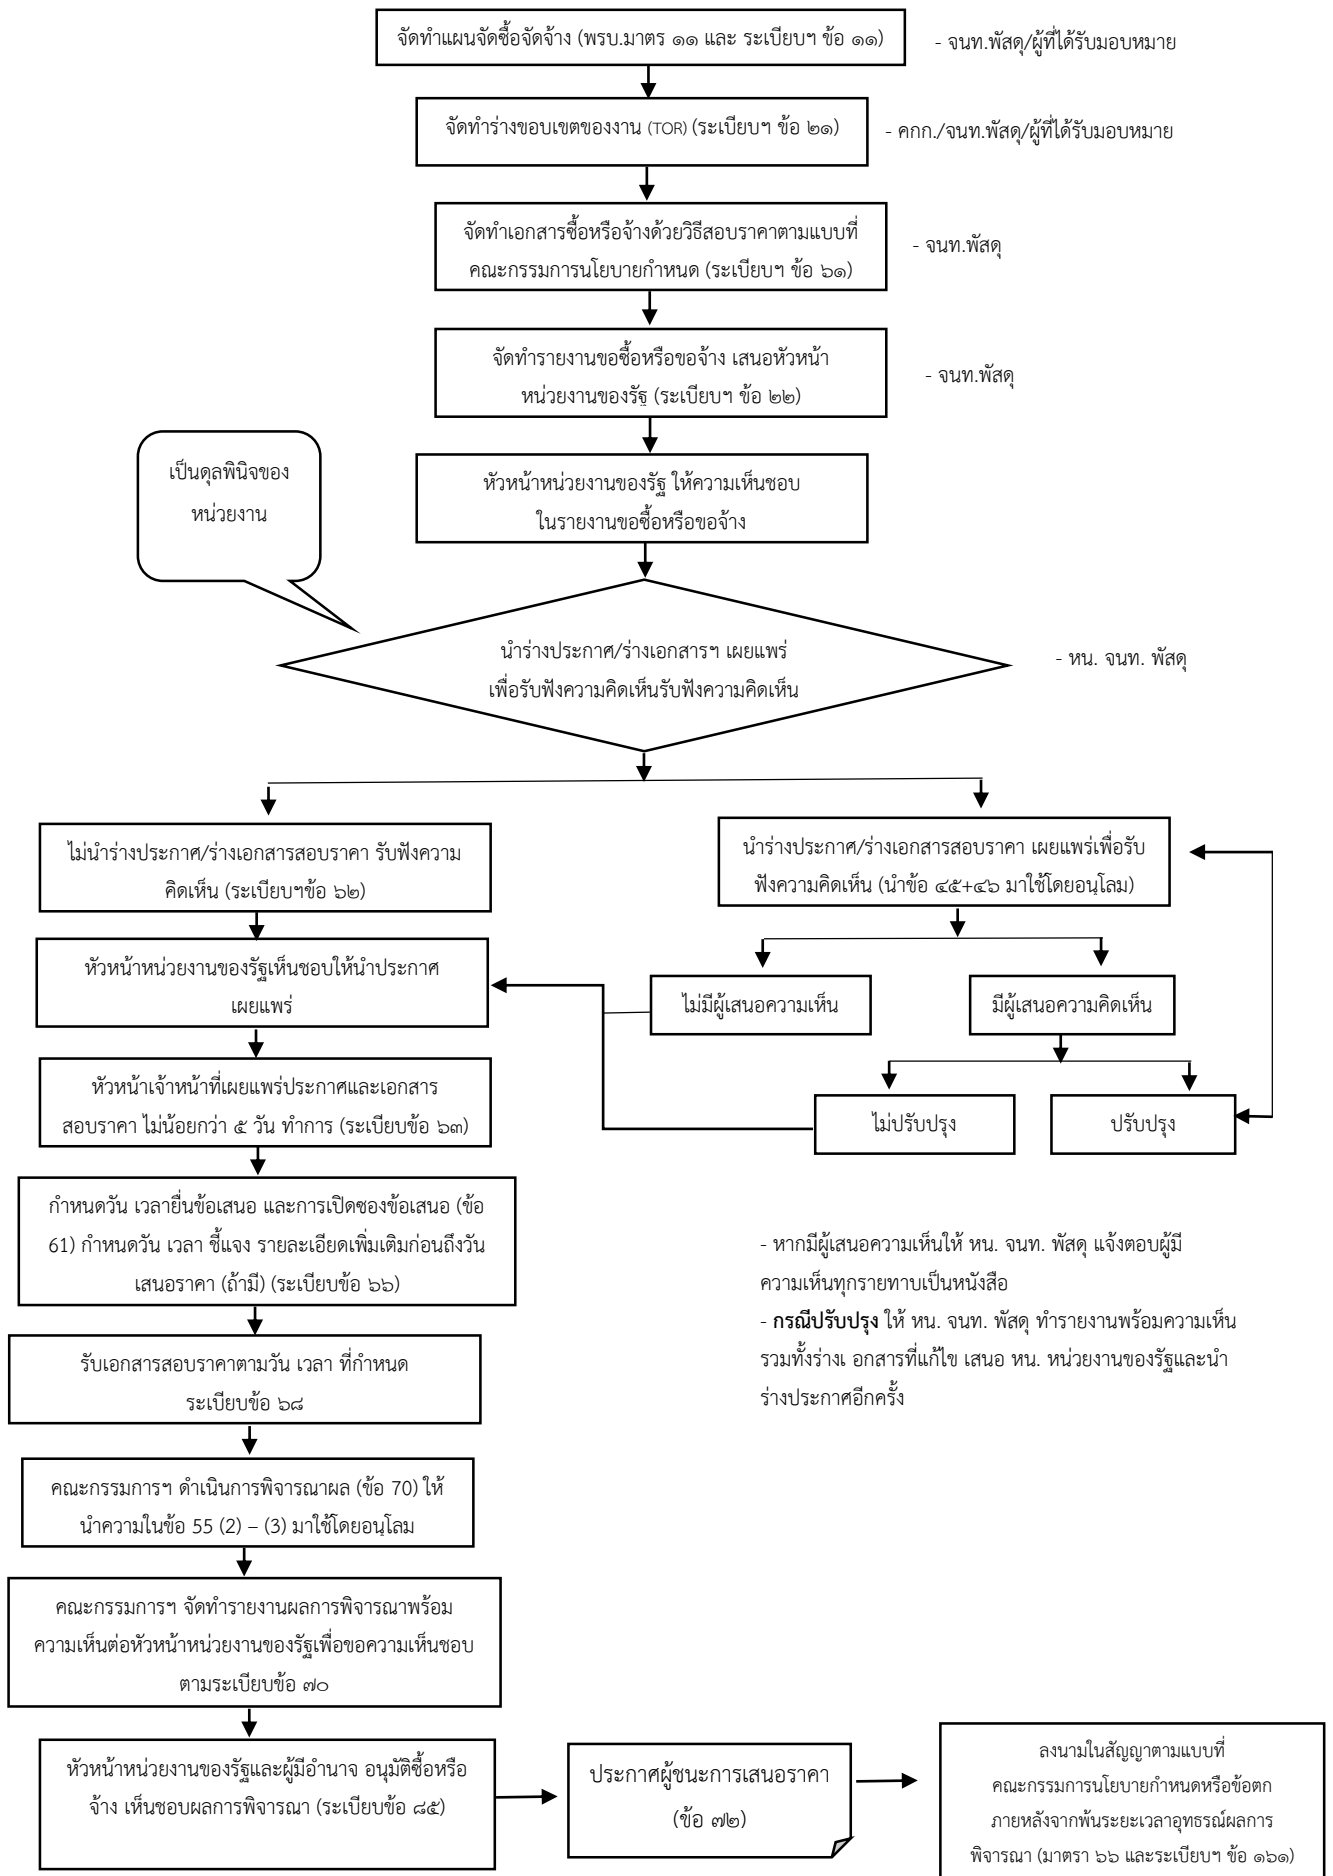 จัดทำแผนจัดซื้อจัดจ้าง (พรบ.มาตร ๑๑ และ ระเบียบฯ ข้อ ๑๑)
- จนท.พัสดุ/ผู้ที่ได้รับมอบหมาย
จัดทำร่างขอบเขตของงาน (TOR) (ระเบียบฯ ข้อ ๒๑)
- คกก./จนท.พัสดุ/ผู้ที่ได้รับมอบหมาย
จัดทำเอกสารซื้อหรือจ้างด้วยวิธีสอบราคาตามแบบที่
คณะกรรมการนโยบายกำหนด (ระเบียบฯ ข้อ ๖๑)
- จนท.พัสดุ
จัดทำรายงานขอซื้อหรือขอจ้าง เสนอหัวหน้า
หน่วยงานของรัฐ (ระเบียบฯ ข้อ ๒๒)
- จนท.พัสดุ
หัวหน้าหน่วยงานของรัฐ ให้ความเห็นชอบ
ในรายงานขอซื้อหรือขอจ้าง
เป็นดุลพินิจของ
หน่วยงาน
นำร่างประกาศ/ร่างเอกสารฯ เผยแพร่
เพื่อรับฟังความคิดเห็นรับฟังความคิดเห็น
- หน. จนท. พัสดุ
ไม่นำร่างประกาศ/ร่างเอกสารสอบราคา รับฟังความ
คิดเห็น (ระเบียบฯข้อ ๖๒)
นำร่างประกาศ/ร่างเอกสารสอบราคา เผยแพร่เพื่อรับ
ฟังความคิดเห็น (นำข้อ ๔๕+๔๖ มาใช้โดยอนุโลม)
หัวหน้าหน่วยงานของรัฐเห็นชอบให้นำประกาศ
เผยแพร่
ไม่มีผู้เสนอความเห็น
มีผู้เสนอความคิดเห็น
หัวหน้าเจ้าหน้าที่เผยแพร่ประกาศและเอกสาร
สอบราคา ไม่น้อยกว่า ๕ วัน ทำการ (ระเบียบข้อ ๖๓)
ไม่ปรับปรุง
ปรับปรุง
กำหนดวัน เวลายื่นข้อเสนอ และการเปิดซองข้อเสนอ (ข้อ
61) กำหนดวัน เวลา ชี้แจง รายละเอียดเพิ่มเติมก่อนถึงวัน
เสนอราคา (ถ้ามี) (ระเบียบข้อ ๖๖)
- หากมีผู้เสนอความเห็นให้ หน. จนท. พัสดุ แจ้งตอบผู้มี
ความเห็นทุกรายทาบเป็นหนังสือ
- กรณีปรับปรุง ให้ หน. จนท. พัสดุ ทำรายงานพร้อมความเห็น
รวมทั้งร่างเ อกสารที่แก้ไข เสนอ หน. หน่วยงานของรัฐและนำ
ร่างประกาศอีกครั้ง
รับเอกสารสอบราคาตามวัน เวลา ที่กำหนด
ระเบียบข้อ ๖๘
คณะกรรมการฯ ดำเนินการพิจารณาผล (ข้อ 70) ให้
นำความในข้อ 55 (2) – (3) มาใช้โดยอนุโลม
คณะกรรมการฯ จัดทำรายงานผลการพิจารณาพร้อม
ความเห็นต่อหัวหน้าหน่วยงานของรัฐเพื่อขอความเห็นชอบ
ตามระเบียบข้อ ๗๐
หัวหน้าหน่วยงานของรัฐและผู้มีอำนาจ อนุมัติซื้อหรือ
จ้าง เห็นชอบผลการพิจารณา (ระเบียบข้อ ๘๕)
ประกาศผู้ชนะการเสนอราคา
(ข้อ ๗๒)
ลงนามในสัญญาตามแบบที่
คณะกรรมการนโยบายกำหนดหรือข้อตก
ภายหลังจากพ้นระยะเวลาอุทธรณ์ผลการ
พิจารณา (มาตรา ๖๖ และระเบียบฯ ข้อ ๑๖๑)